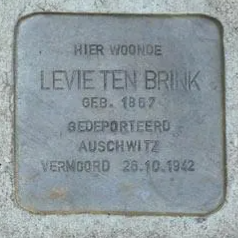 HIER WOONDE
LEVIE TEN BRINK
GEB. 1867
GEDEPORTEERD
AUSCHWITZ
VERMOORD 26.10.1942